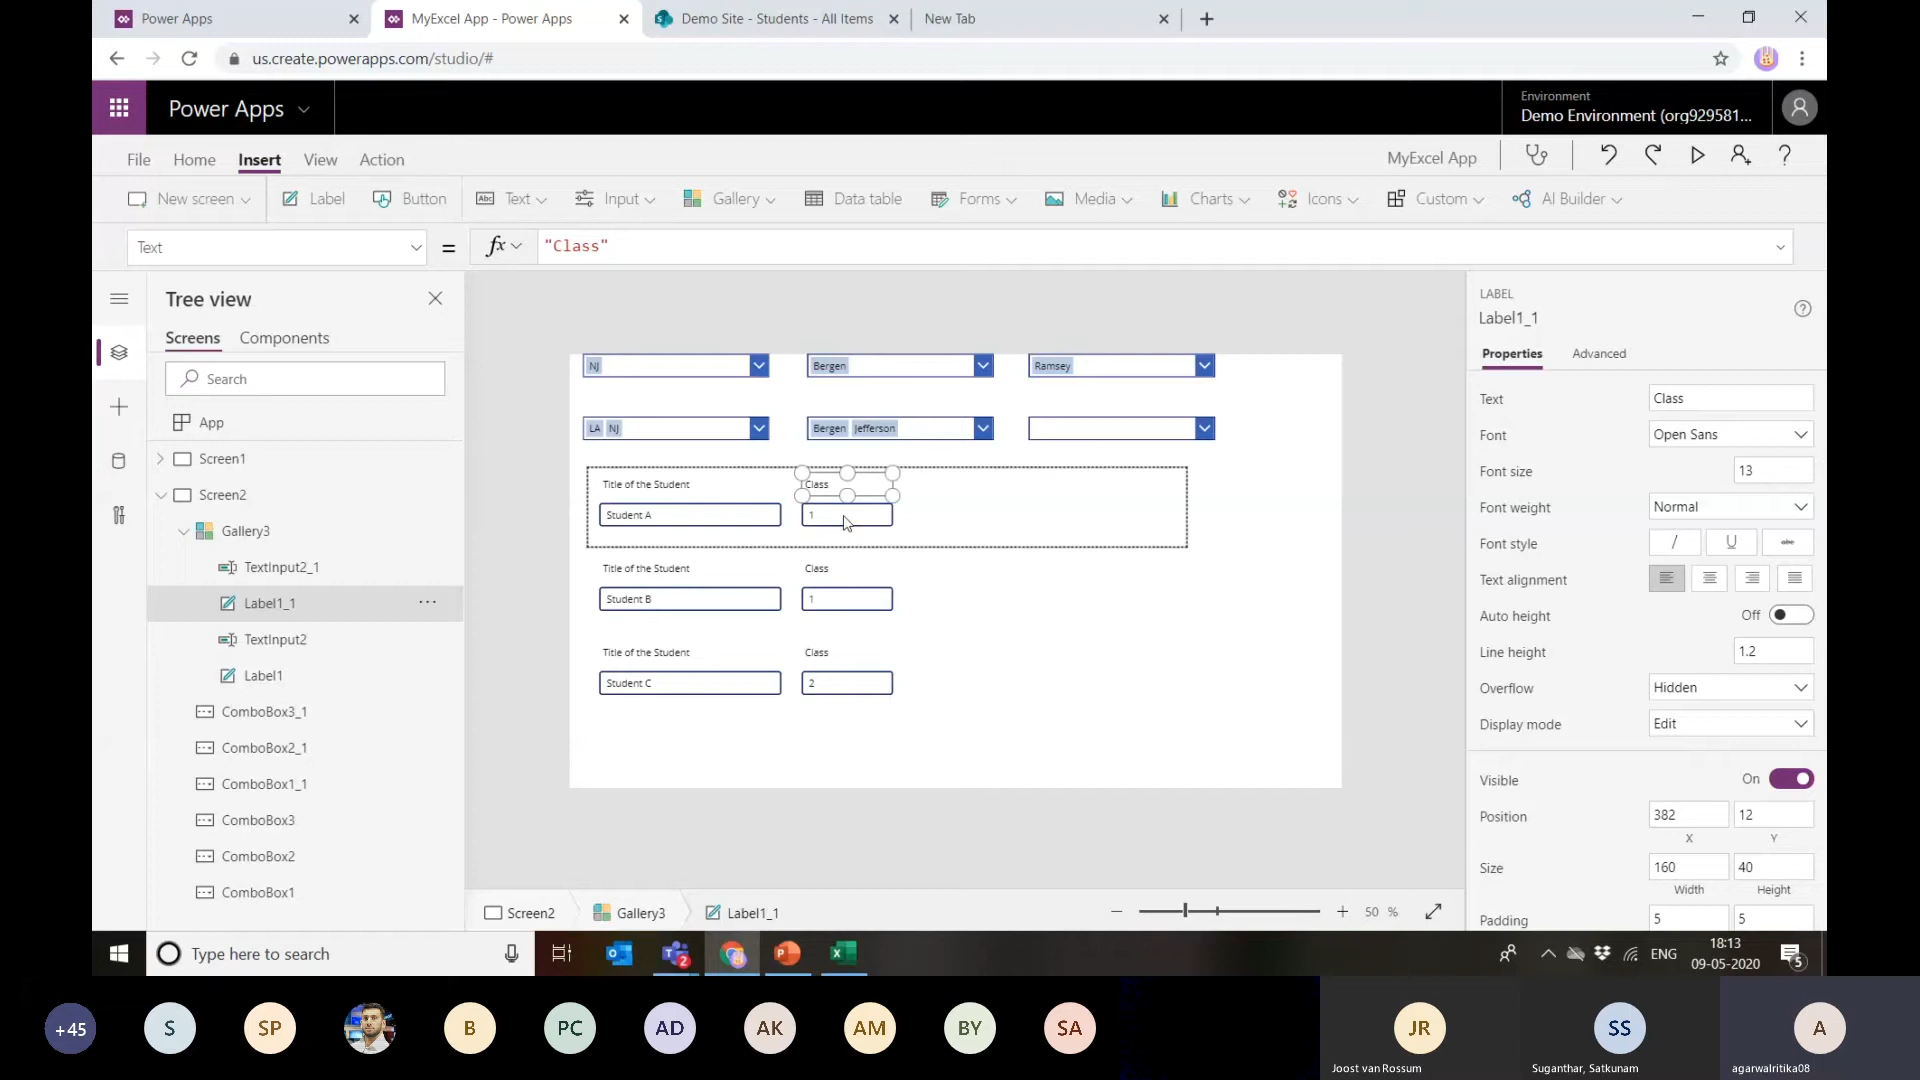 Power Apps
MyExcel App - Power Apps
Demo Site - Students - All Items
New Tab
us.create.powerapps.com/studio/#
Power Apps
Environment
Demo Environment (org929581...
File Home Insert View Action
MyExcel App
New screen Label Button Text Input Gallery Data table Forms Media Charts Icons Custom AI Builder
Text = fx "Class"
Tree view
Screens Components
Search
App
Screen1
Screen2
Gallery3
TextInput2_1
Label1_1
TextInput2
Label1
ComboBox3_1
ComboBox2_1
ComboBox1_1
ComboBox3
ComboBox2
ComboBox1
NJ Bergen Ramsey
LA NJ Bergen Jefferson
Title of the Student Class
Student A 1
Title of the Student Class
Student B 1
Title of the Student Class
Student C 2
Screen2 Gallery3 Label1_1
50 %
LABEL
Label1_1
Properties Advanced
Text Class
Font Open Sans
Font size 13
Font weight Normal
Font style / U abc
Text alignment
Auto height Off
Line height 1.2
Overflow Hidden
Display mode Edit
Visible On
Position 382 12
X Y
Size 160 40
Width Height
Padding 5 5
Type here to search
2
ENG
18:13
09-05-2020
5
+45 S SP B PC AD AK AM BY SA JR SS A
Joost van Rossum
Suganthar, Satkunam
agarwalritika08